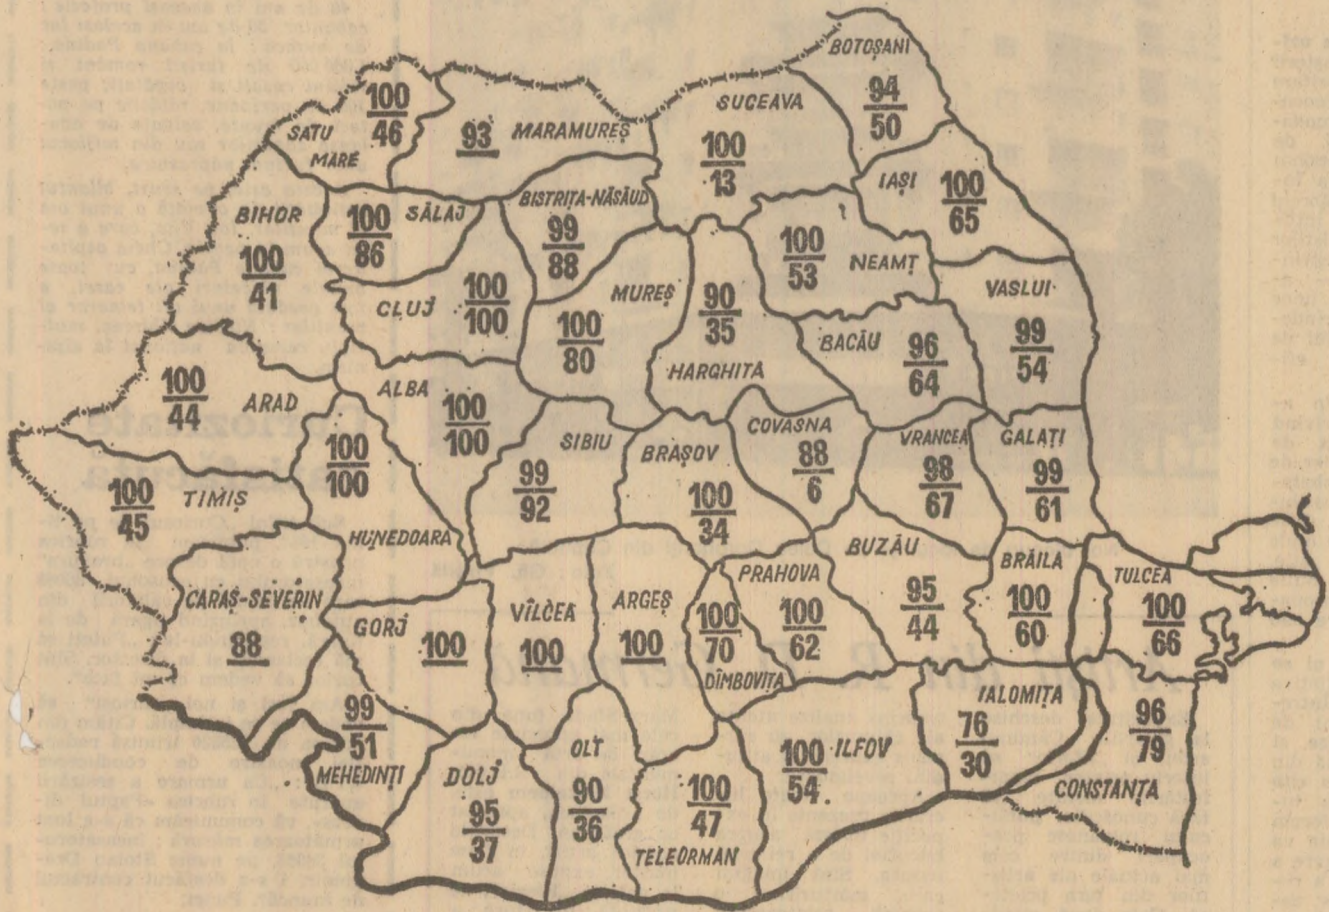 BOTOȘANI
94
50
SUCEAVA
100
13
SATU
MARE
100
46
93
MARAMUREȘ
IAȘI
100
65
BIHOR
100
41
100
86
SĂLAJ
BISTRIȚA-NĂSĂUD
99
88
CLUJ
100
100
MUREȘ
100
80
90
35
HARGHITA
100
53
NEAMȚ
VASLUI
99
54
BACĂU
96
64
100
44
ARAD
ALBA
100
100
SIBIU
99
92
BRAȘOV
100
34
COVASNA
88
6
VRANCEA
98
67
GALAȚI
99
61
100
45
TIMIȘ
100
100
HUNEDOARA
CARAȘ-SEVERIN
88
GORJ
100
VÎLCEA
100
ARGEȘ
100
100
70
DÎMBOVIȚA
PRAHOVA
100
62
BUZĂU
95
44
BRĂILA
100
60
TULCEA
100
66
99
51
MEHEDINȚI
DOLJ
95
37
OLT
90
36
100
47
TELEORMAN
100
54
ILFOV
IALOMIȚA
76
30
96
79
CONSTANȚA